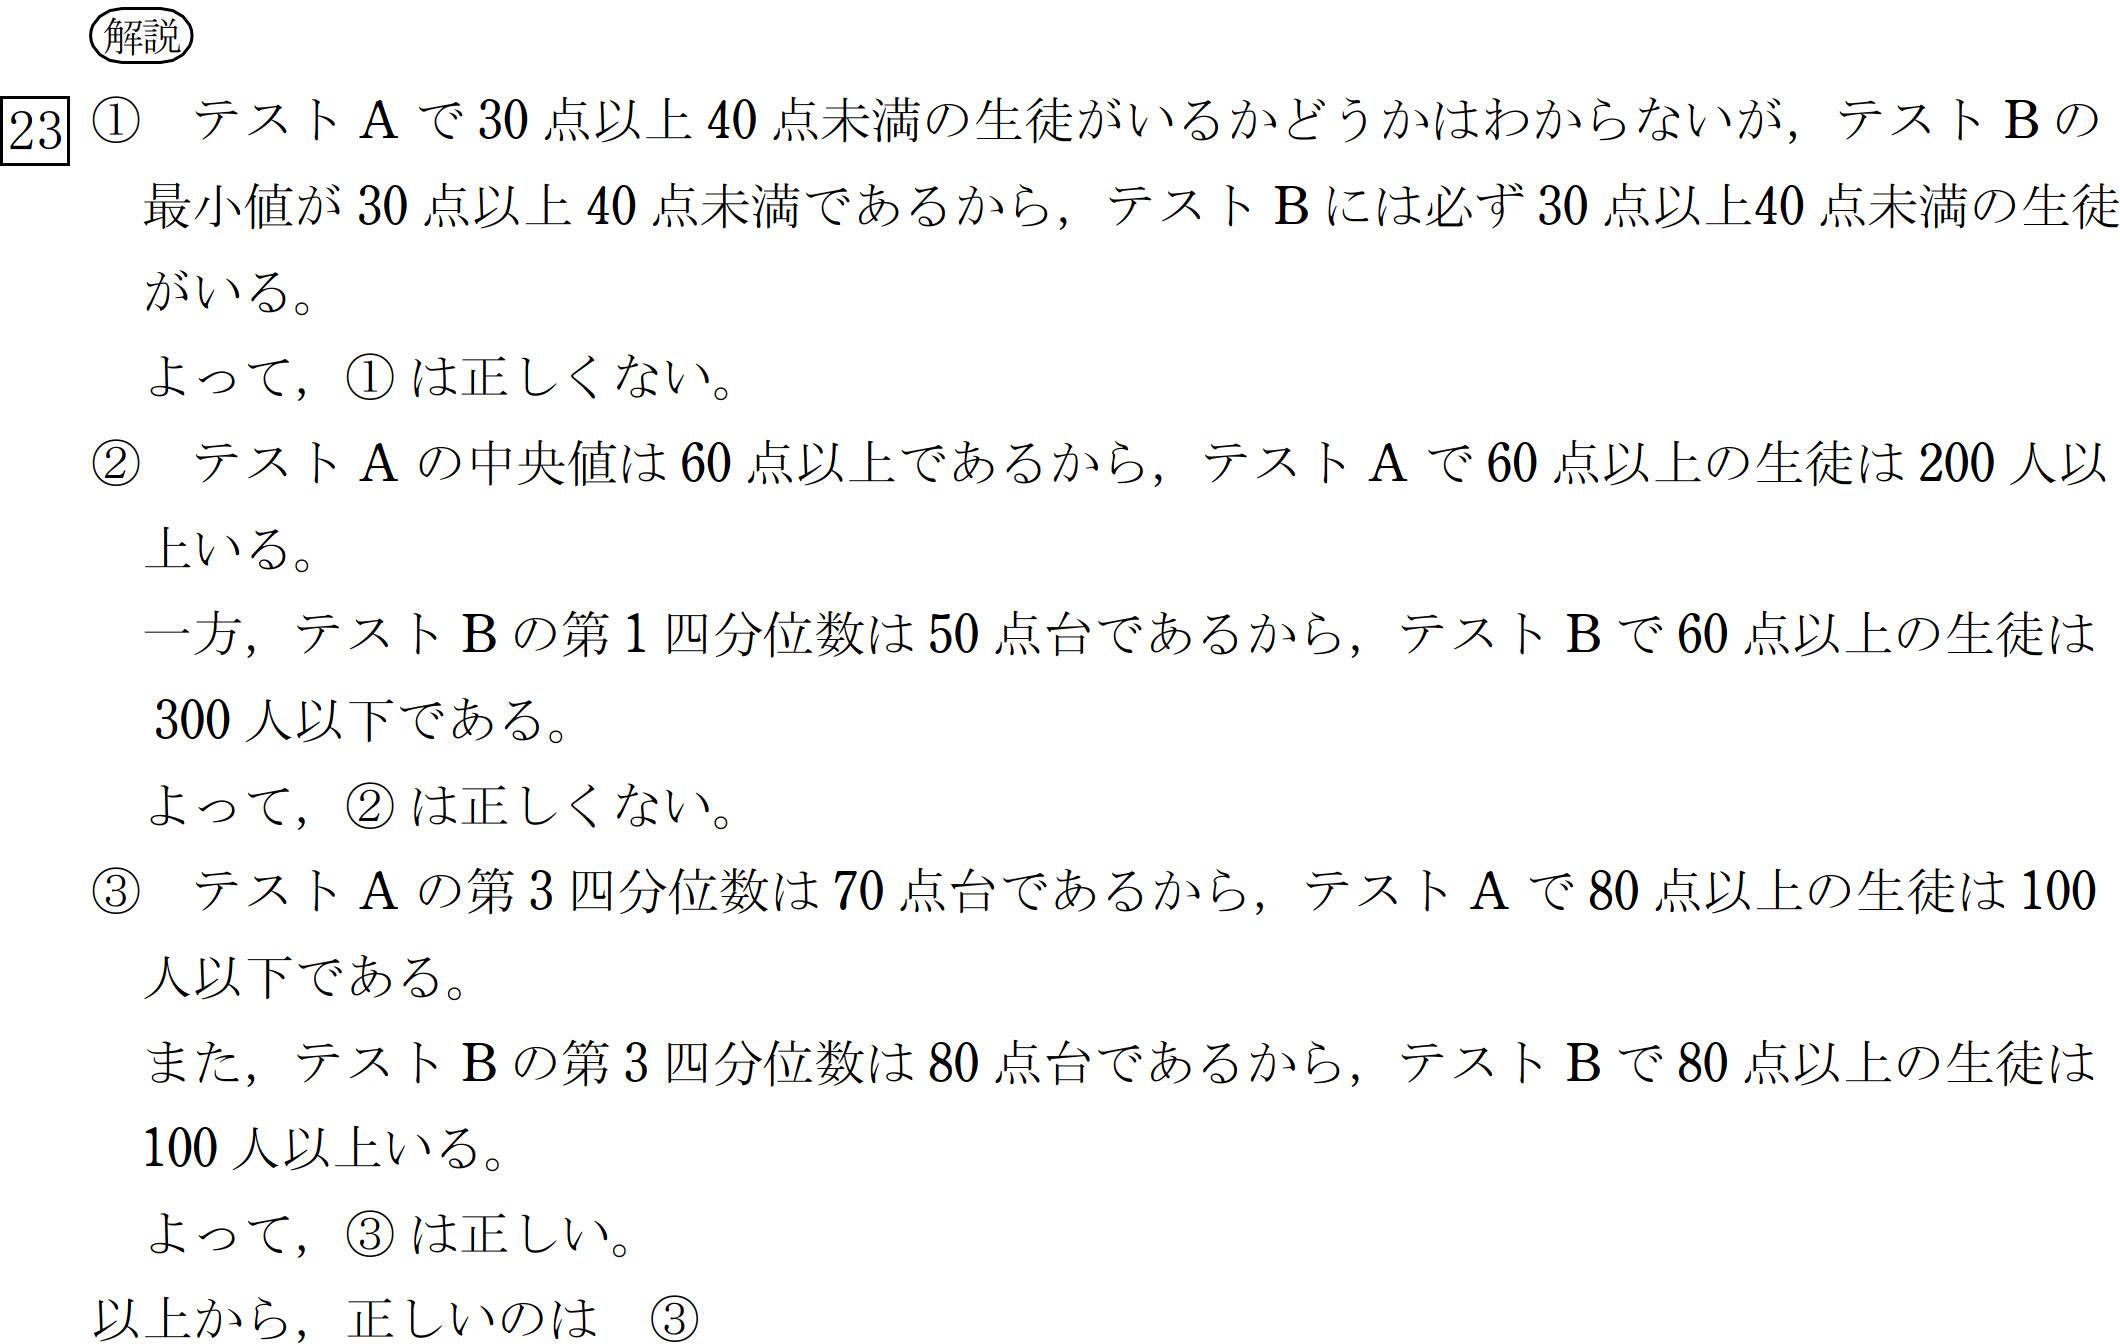 解説
23 ① テスト A で 30 点以上 40 点未満の生徒がいるかどうかはわからないが，テスト B の
最小値が 30 点以上 40 点未満であるから，テスト B には必ず 30 点以上40 点未満の生徒
がいる。
よって，① は正しくない。
② テスト A の中央値は 60 点以上であるから，テスト A で 60 点以上の生徒は 200 人以
上いる。
一方，テスト B の第 1 四分位数は 50 点台であるから，テスト B で 60 点以上の生徒は
300 人以下である。
よって，② は正しくない。
③ テスト A の第 3 四分位数は 70 点台であるから，テスト A で 80 点以上の生徒は 100
人以下である。
また，テスト B の第 3 四分位数は 80 点台であるから，テスト B で 80 点以上の生徒は
100 人以上いる。
よって，③ は正しい。
以上から，正しいのは ③